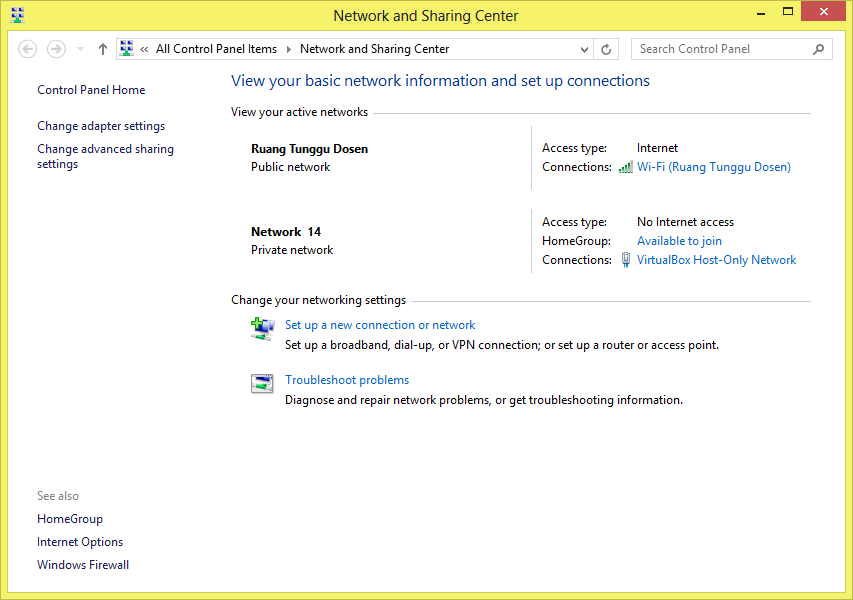 Network and Sharing Center
« All Control Panel Items Network and Sharing Center
Search Control Panel
Control Panel Home
Change adapter settings
Change advanced sharing
settings
See also
HomeGroup
Internet Options
Windows Firewall
View your basic network information and set up connections
View your active networks
Ruang Tunggu Dosen
Public network
Access type: Internet
Connections: Wi-Fi (Ruang Tunggu Dosen)
Network 14
Private network
Access type: No Internet access
HomeGroup: Available to join
Connections: VirtualBox Host-Only Network
Change your networking settings
Set up a new connection or network
Set up a broadband, dial-up, or VPN connection; or set up a router or access point.
Troubleshoot problems
Diagnose and repair network problems, or get troubleshooting information.